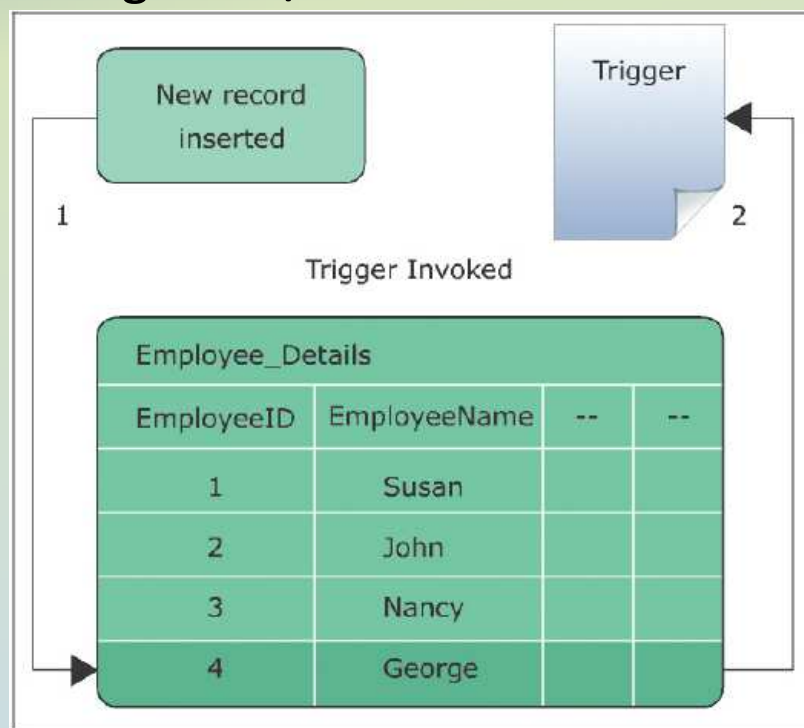 New record
inserted
Trigger
1
2
Trigger Invoked
Employee_Details
EmployeeID EmployeeName -- --
1 Susan
2 John
3 Nancy
4 George